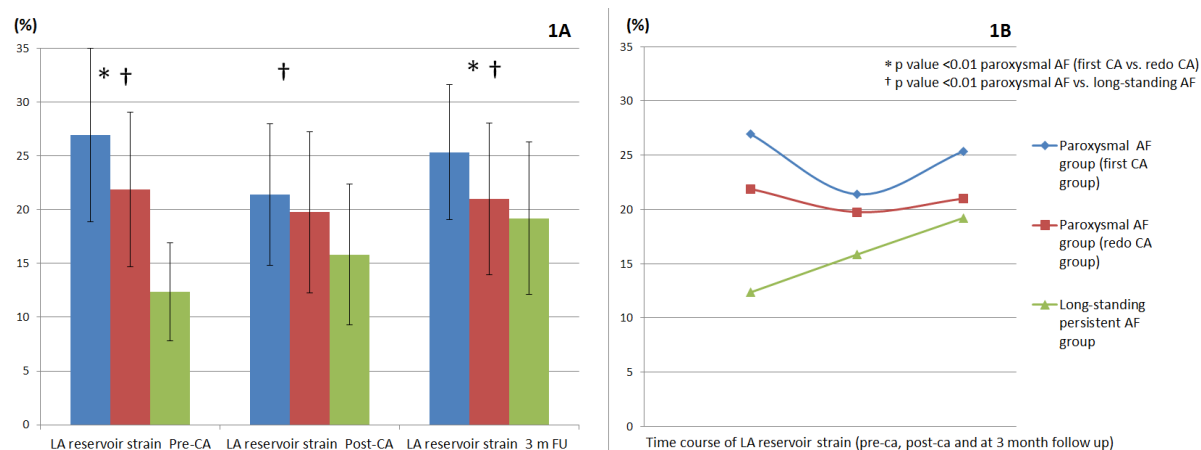 (%)
1A
35
30
25
20
15
10
5
0
* †
†
* †
LA reservoir strain Pre-CA
LA reservoir strain Post-CA
LA reservoir strain 3 m FU
(%)
1B
35
30
25
20
15
10
5
0
* p value <0.01 paroxysmal AF (first CA vs. redo CA)
† p value <0.01 paroxysmal AF vs. long-standing AF
Paroxysmal AF
group (first CA
group)
Paroxysmal AF
group (redo CA
group)
Long-standing
persistent AF
group
Time course of LA reservoir strain (pre-ca, post-ca and at 3 month follow up)